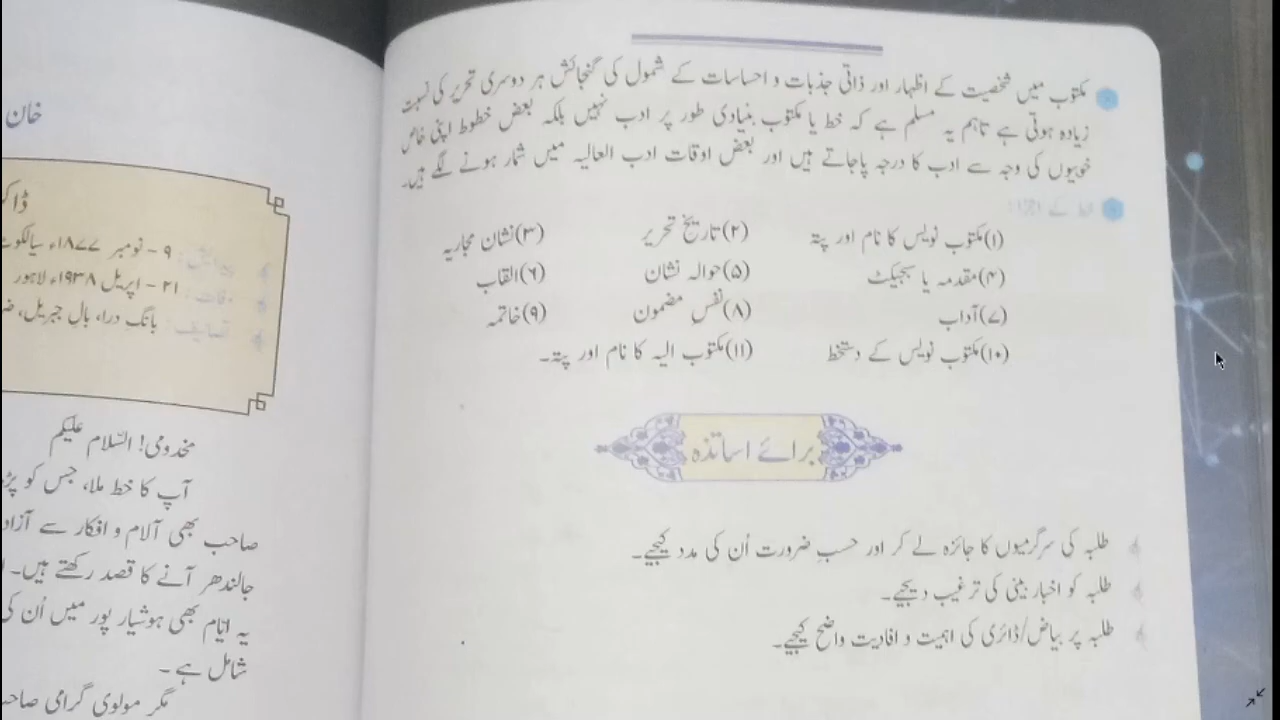 مکتوب میں شخصیت کے اظہار اور ذاتی جذبات و احساسات کے شمول کی گنجائش ہر دوسری تحریر کی نسبت
زیادہ ہوتی ہے تاہم یہ مسلم ہے کہ خط یا مکتوب بنیادی طور پر ادب نہیں بلکہ بعض خطوط اپنی خاص
خوبیوں کی وجہ سے ادب کا درجہ پاجاتے ہیں اور بعض اوقات ادب العالیہ میں شمار ہونے لگے ہیں۔
خط کے اجزا:
(۱)مکتوب نویس کا نام اور پتہ (۲)تاریخ تحریر (۳)نشان مجاریہ
(۴)مقدمہ یا سبجیکٹ (۵)حوالہ نشان (۶)القاب
(۷)آداب (۸)نفسِ مضمون (۹)خاتمہ
(۱۰)مکتوب نویس کے دستخط (۱۱)مکتوب الیہ کا نام اور پتہ۔
برائے اساتذہ
طلبہ کی سرگرمیوں کا جائزہ لے کر اور حسبِ ضرورت اُن کی مدد کیجیے۔
طلبہ کو اخبار بینی کی ترغیب دیجیے۔
طلبہ پر بیاض/ڈائری کی اہمیت و افادیت واضح کیجیے۔
خان
۹ - نومبر ۱۸۷۷ء سیالکوٹ
۲۱ - اپریل ۱۹۳۸ء لاہور
بانگِ درا، بالِ جبریل،
مخدومی! السّلام علیکم
آپ کا خط ملا، جس کو
صاحب بھی آلام و افکار سے آزاد
جالندھر آنے کا قصد رکھتے ہیں۔
یہ ایّام بھی ہوشیار پور میں اُن کی
شامل ہے۔
مگر مولوی گرامی صاحب